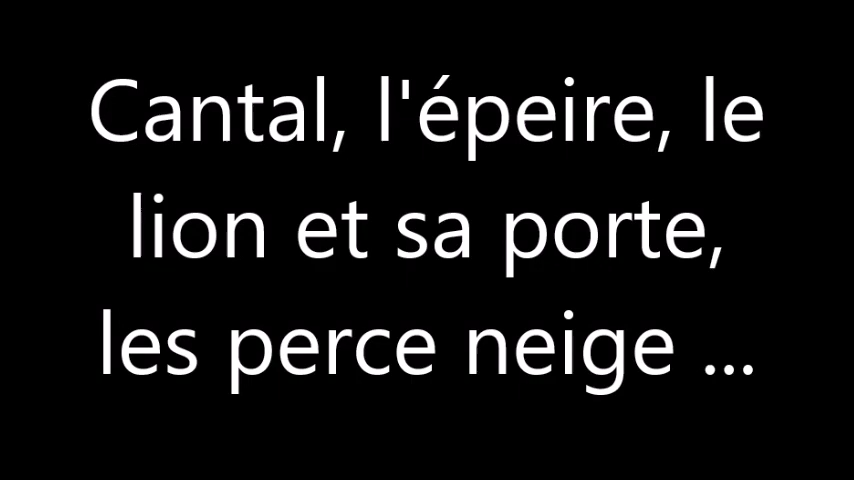 Cantal, l'épeire, le
lion et sa porte,
les perce neige ...